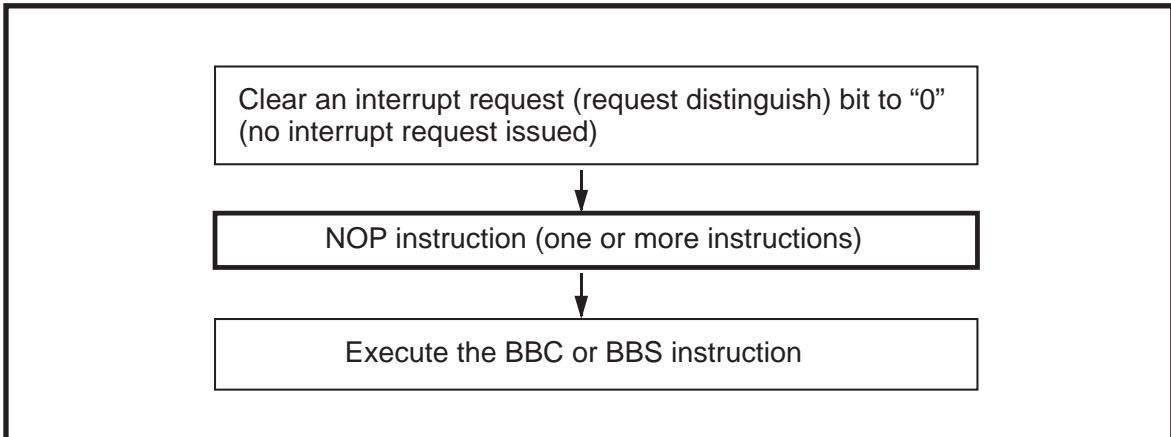 Clear an interrupt request (request distinguish) bit to “0”
(no interrupt request issued)
NOP instruction (one or more instructions)
Execute the BBC or BBS instruction